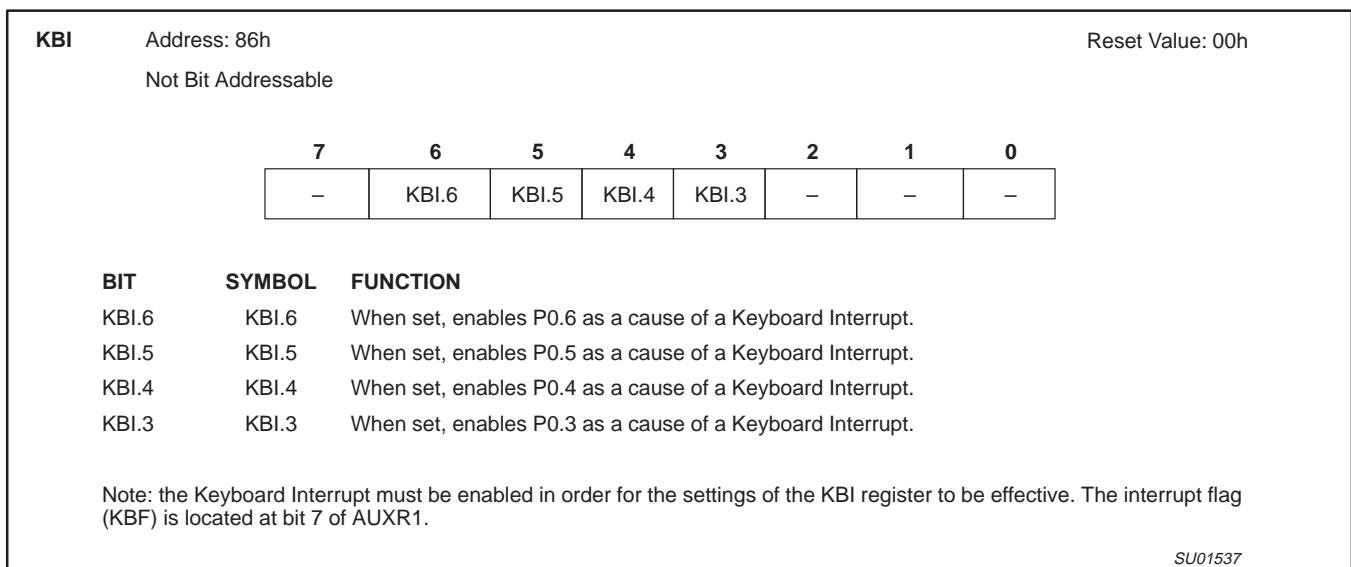 KBI Address: 86h Reset Value: 00h
Not Bit Addressable
7 6 5 4 3 2 1 0
– KBI.6 KBI.5 KBI.4 KBI.3 – – –
BIT SYMBOL FUNCTION
KBI.6 KBI.6 When set, enables P0.6 as a cause of a Keyboard Interrupt.
KBI.5 KBI.5 When set, enables P0.5 as a cause of a Keyboard Interrupt.
KBI.4 KBI.4 When set, enables P0.4 as a cause of a Keyboard Interrupt.
KBI.3 KBI.3 When set, enables P0.3 as a cause of a Keyboard Interrupt.
Note: the Keyboard Interrupt must be enabled in order for the settings of the KBI register to be effective. The interrupt flag
(KBF) is located at bit 7 of AUXR1.
SU01537